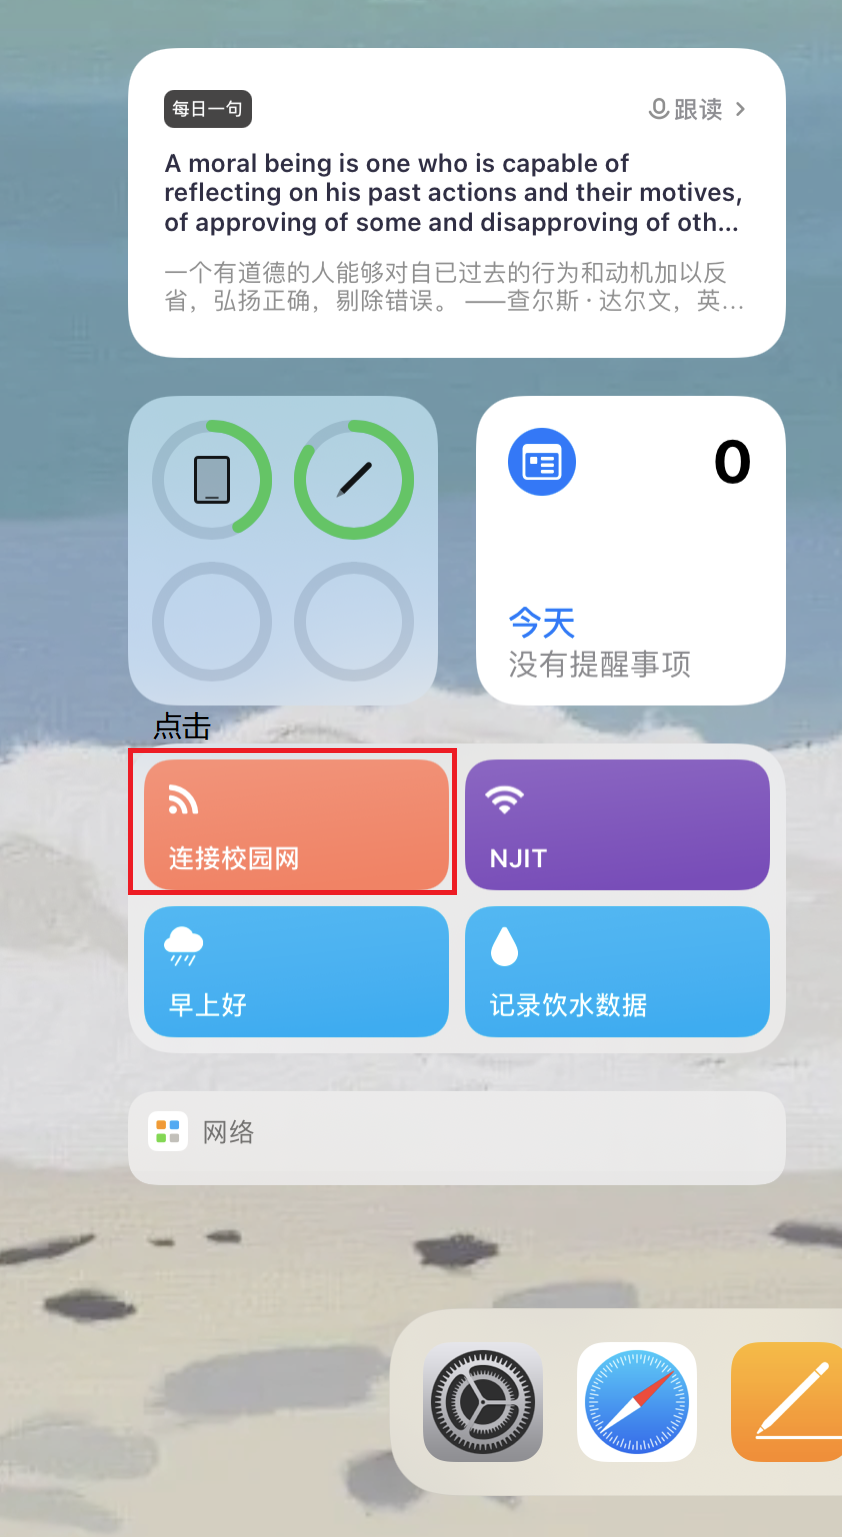 每日一句
跟读
A moral being is one who is capable of
reflecting on his past actions and their motives,
of approving of some and disapproving of oth...
一个有道德的人能够对自己过去的行为和动机加以反
省，弘扬正确，剔除错误。 ——查尔斯·达尔文，英...
0
今天
没有提醒事项
点击
连接校园网
NJIT
早上好
记录饮水数据
网络